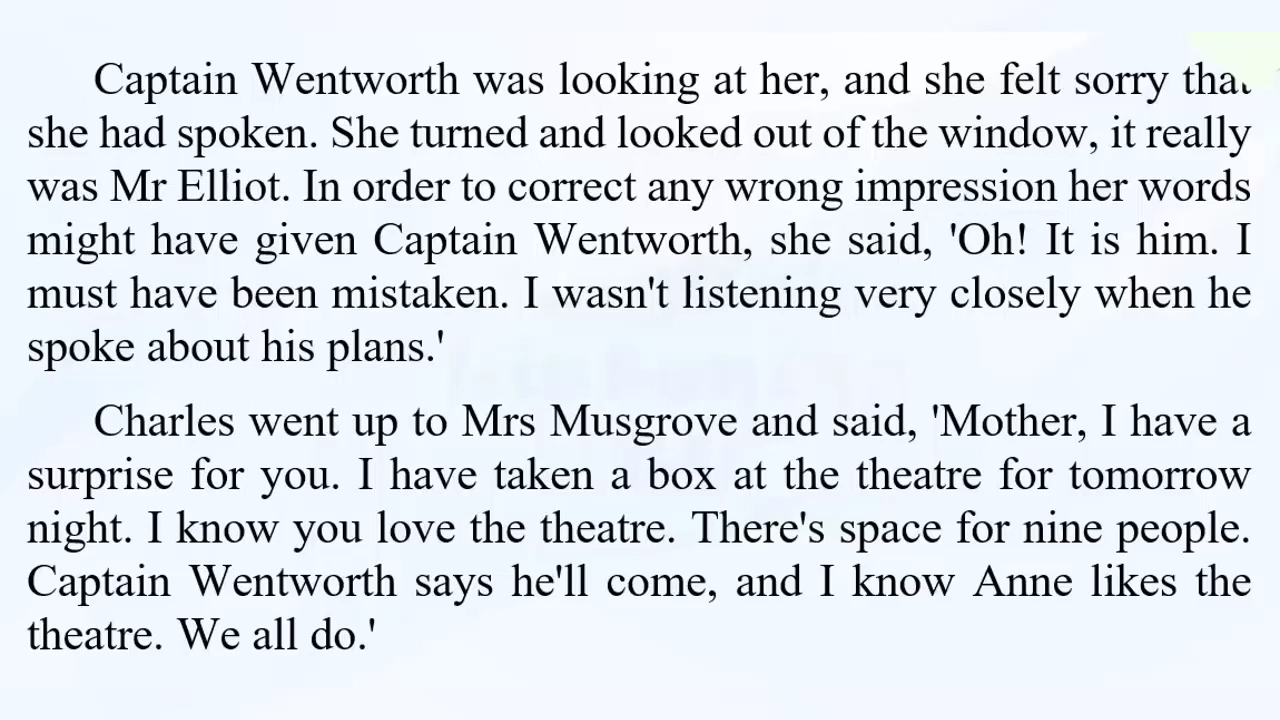 Captain Wentworth was looking at her, and she felt sorry that
she had spoken. She turned and looked out of the window, it really
was Mr Elliot. In order to correct any wrong impression her words
might have given Captain Wentworth, she said, 'Oh! It is him. I
must have been mistaken. I wasn't listening very closely when he
spoke about his plans.'
Charles went up to Mrs Musgrove and said, 'Mother, I have a
surprise for you. I have taken a box at the theatre for tomorrow
night. I know you love the theatre. There's space for nine people.
Captain Wentworth says he'll come, and I know Anne likes the
theatre. We all do.'